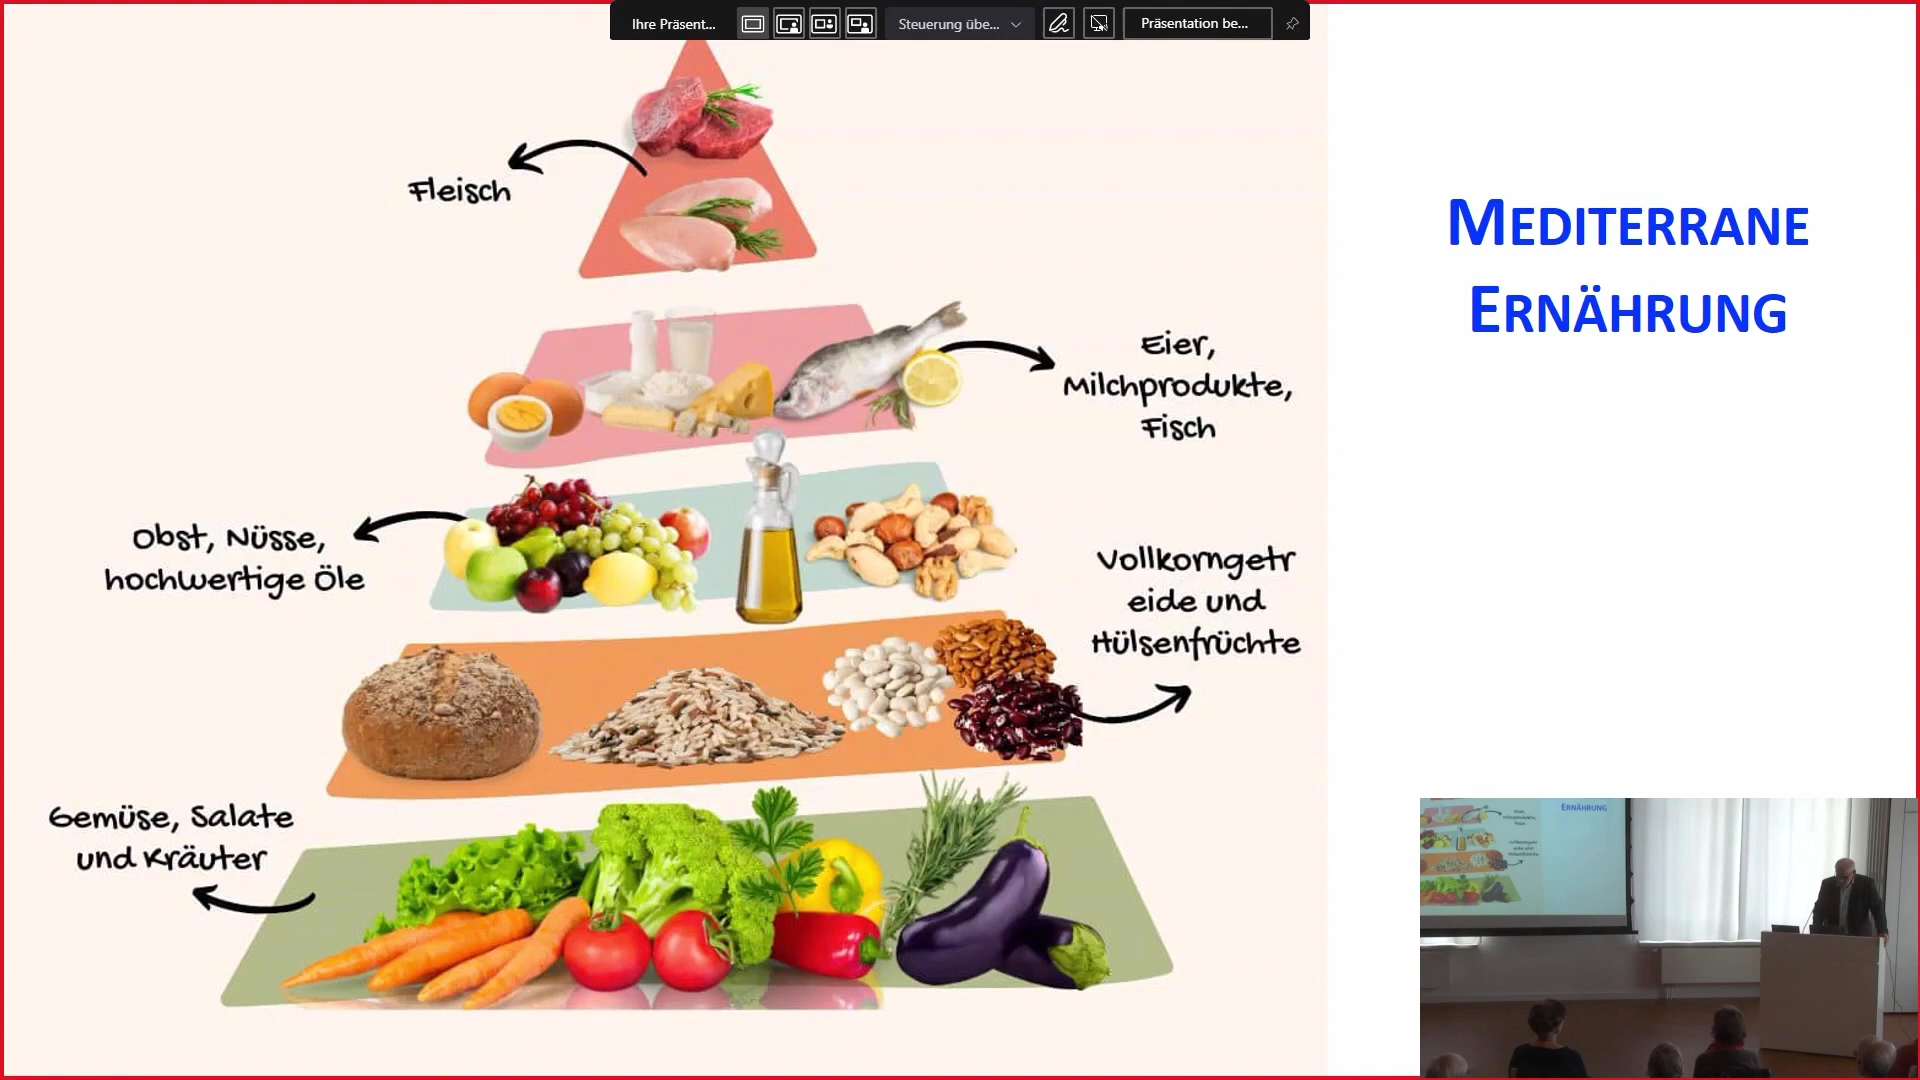 Ihre Präsent...
Steuerung übe...
Präsentation be...
Fleisch
MEDITERRANE
ERNÄHRUNG
Eier,
Milchprodukte,
Fisch
Obst, Nüsse,
hochwertige Öle
Vollkorngetr
eide und
Hülsenfrüchte
Gemüse, Salate
und Kräuter
ERNÄHRUNG